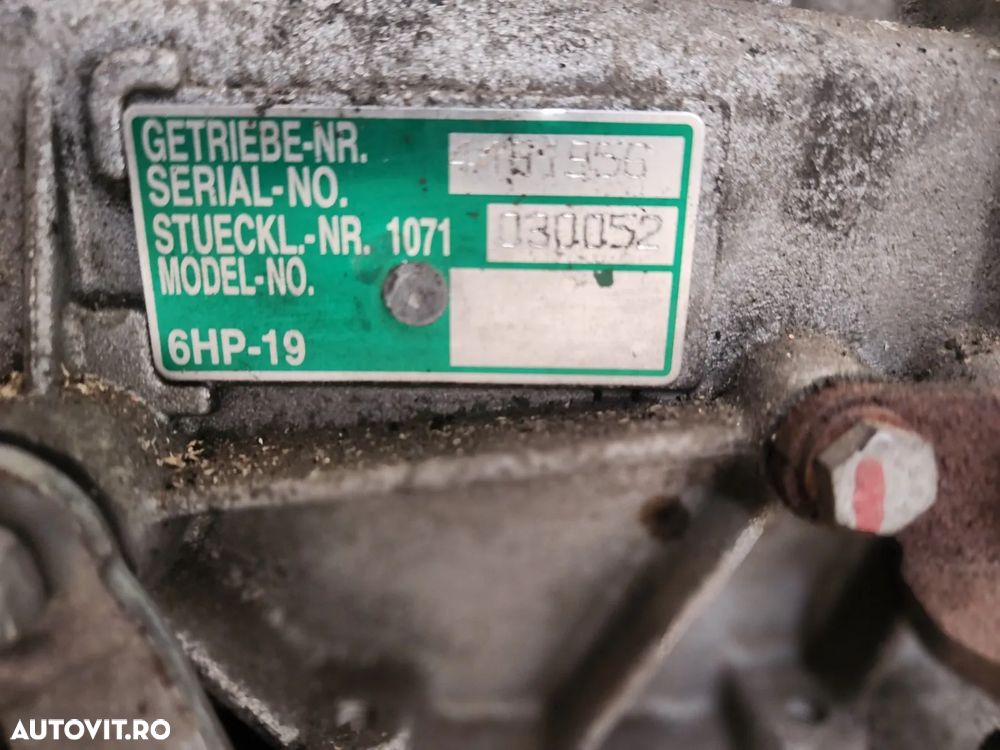 GETRIEBE-NR.
SERIAL-NO.
STUECKL.-NR. 1071 030052
MODEL-NO.
6HP-19
AUTOVIT.RO